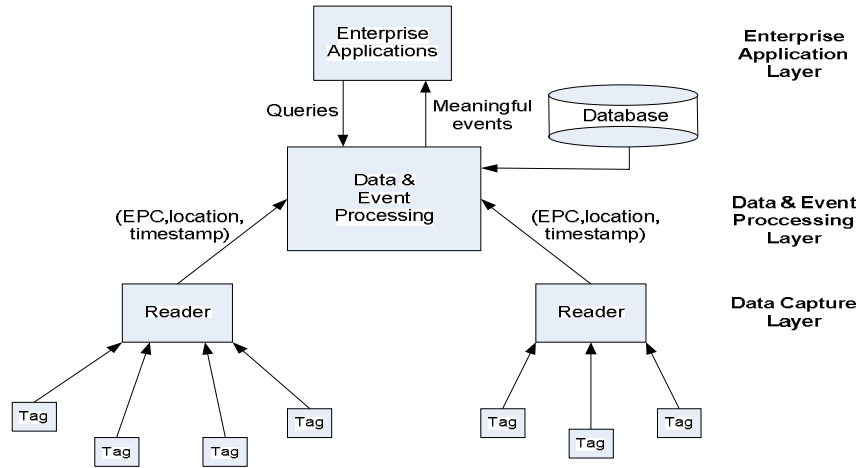 Enterprise
Applications
Enterprise
Application
Layer
Queries
Meaningful
events
Database
Data &
Event
Processing
Data & Event
Proccessing
Layer
(EPC,location,
timestamp)
(EPC,location,
timestamp)
Reader
Reader
Data Capture
Layer
Tag
Tag
Tag
Tag
Tag
Tag
Tag